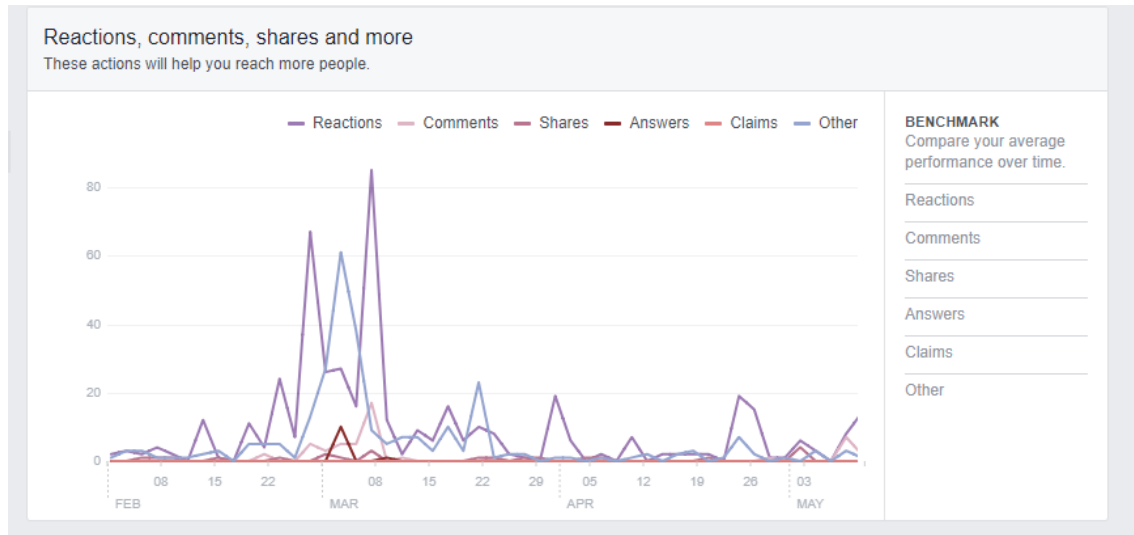 Reactions, comments, shares and more
These actions will help you reach more people.
Reactions Comments Shares Answers Claims Other
80
60
40
20
0
08 15 22 08 15 22 29 05 12 19 26 03
FEB MAR APR MAY
BENCHMARK
Compare your average
performance over time.
Reactions
Comments
Shares
Answers
Claims
Other